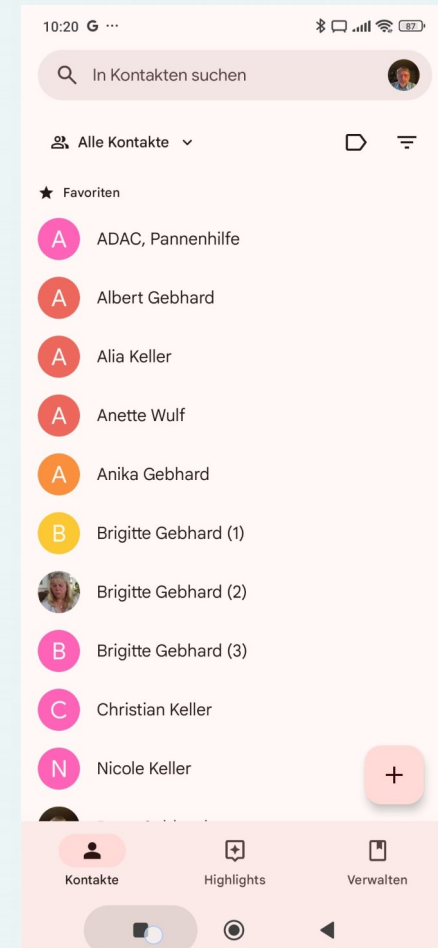 10:20 G ...
87
In Kontakten suchen
Alle Kontakte
Favoriten
A ADAC, Pannenhilfe
A Albert Gebhard
A Alia Keller
A Anette Wulf
A Anika Gebhard
B Brigitte Gebhard (1)
Brigitte Gebhard (2)
B Brigitte Gebhard (3)
C Christian Keller
N Nicole Keller
+
Kontakte Highlights Verwalten